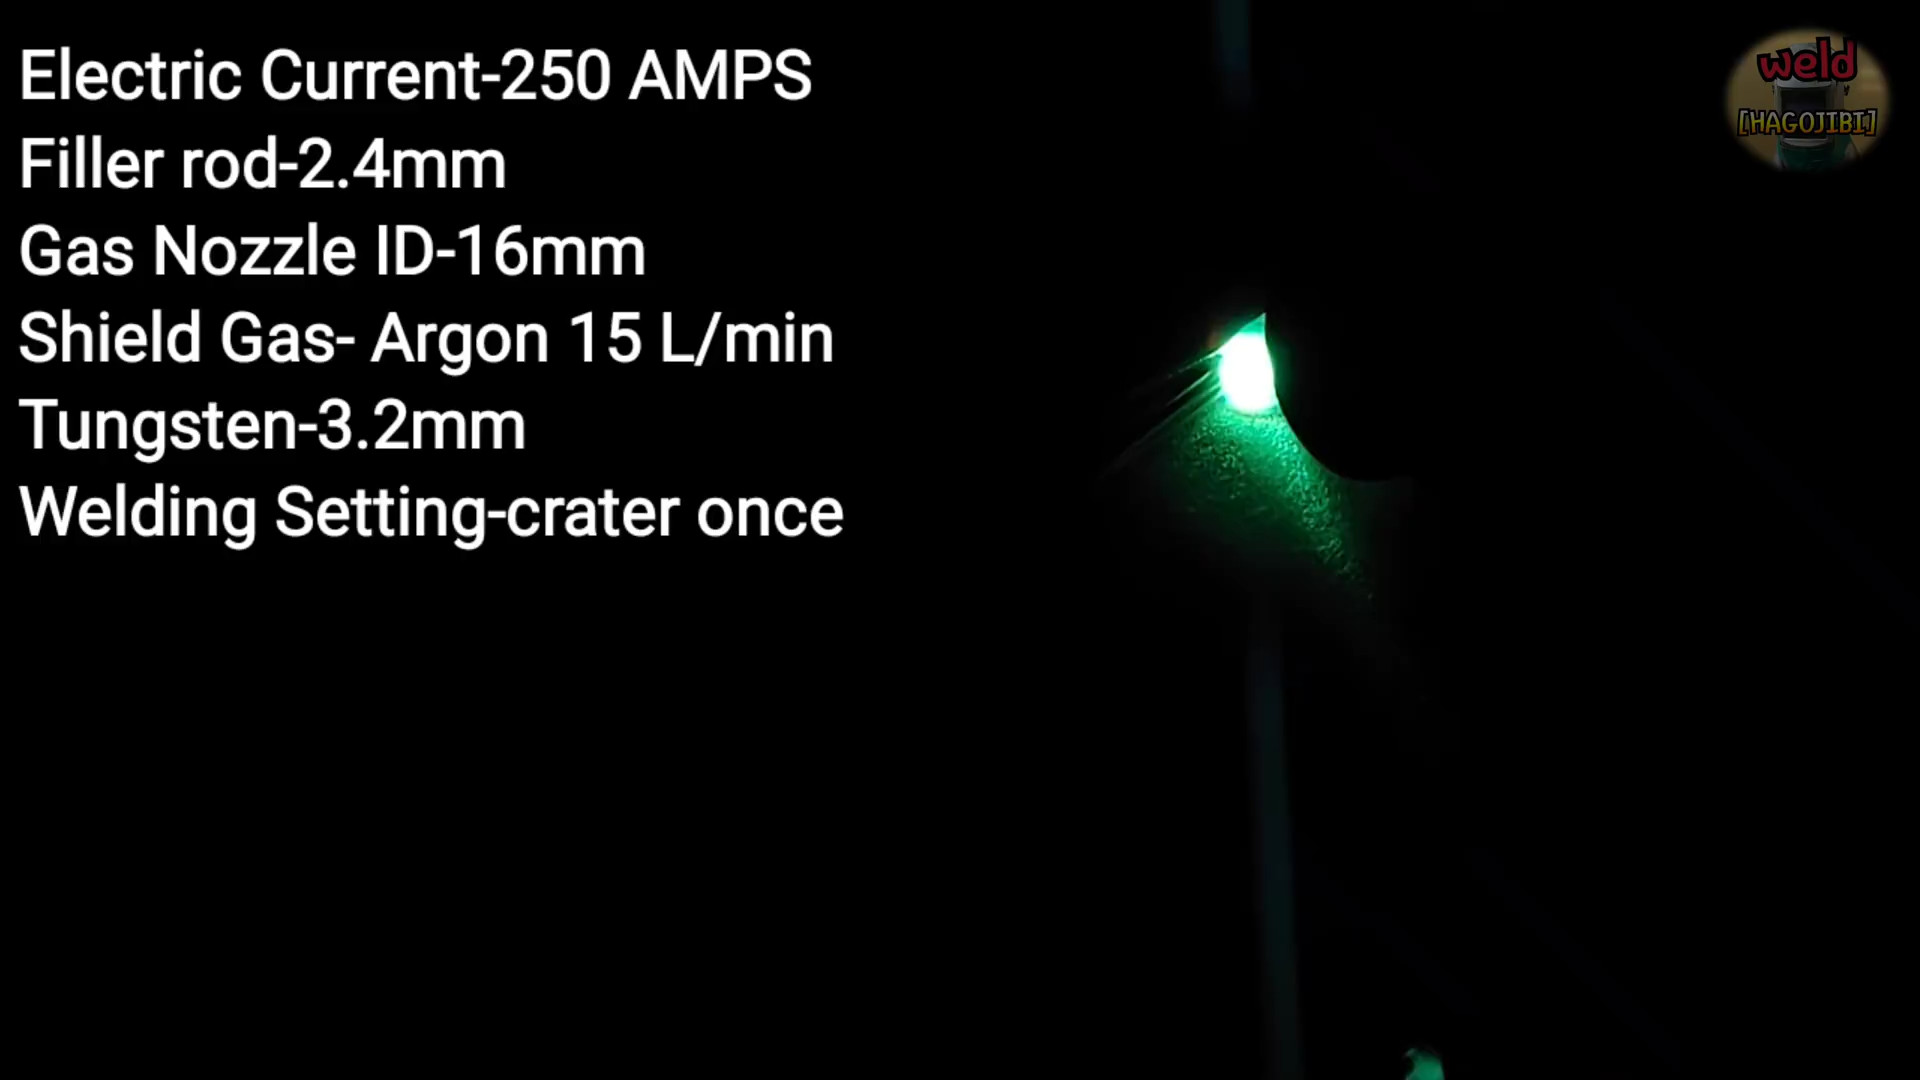 Electric Current-250 AMPS
Filler rod-2.4mm
Gas Nozzle ID-16mm
Shield Gas- Argon 15 L/min
Tungsten-3.2mm
Welding Setting-crater once
weld
[HAGOJIBI]